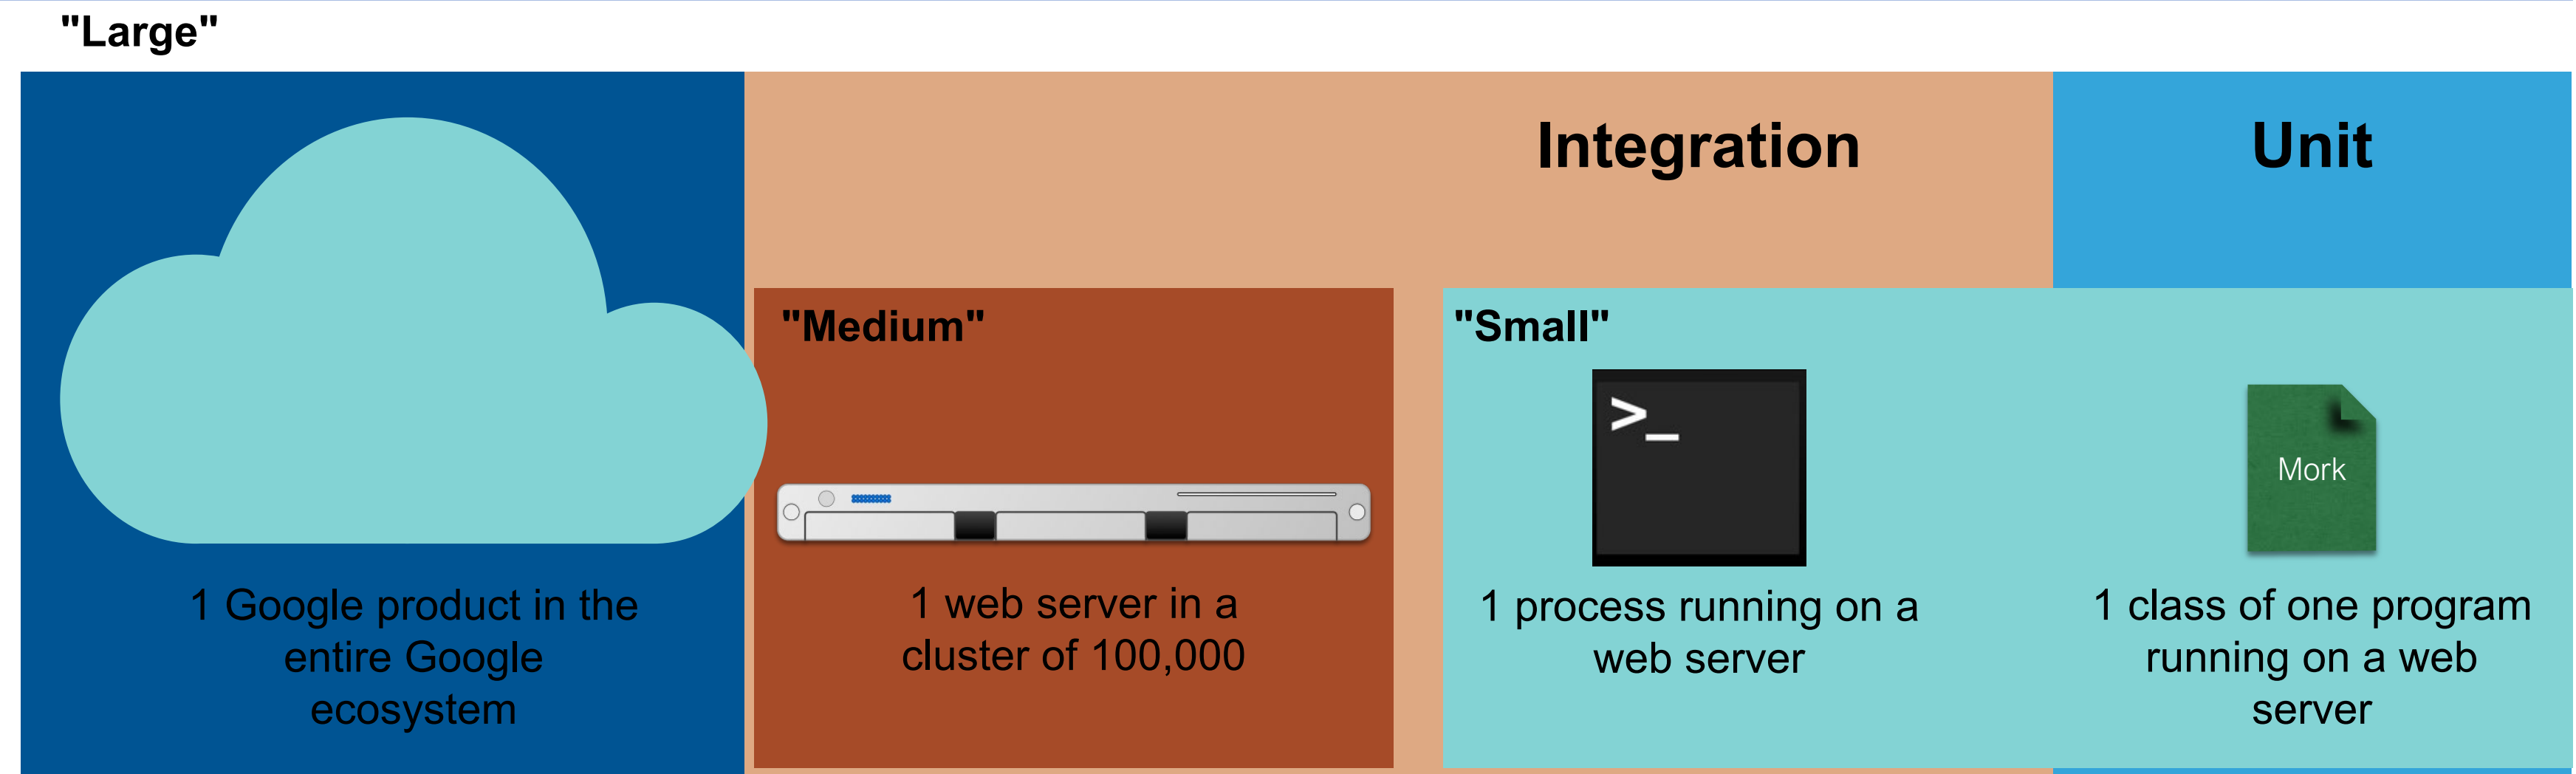 "Large"
Integration
Unit
"Medium"
"Small"
>_
Mork
1 Google product in the
entire Google
ecosystem
1 web server in a
cluster of 100,000
1 process running on a
web server
1 class of one program
running on a web
server